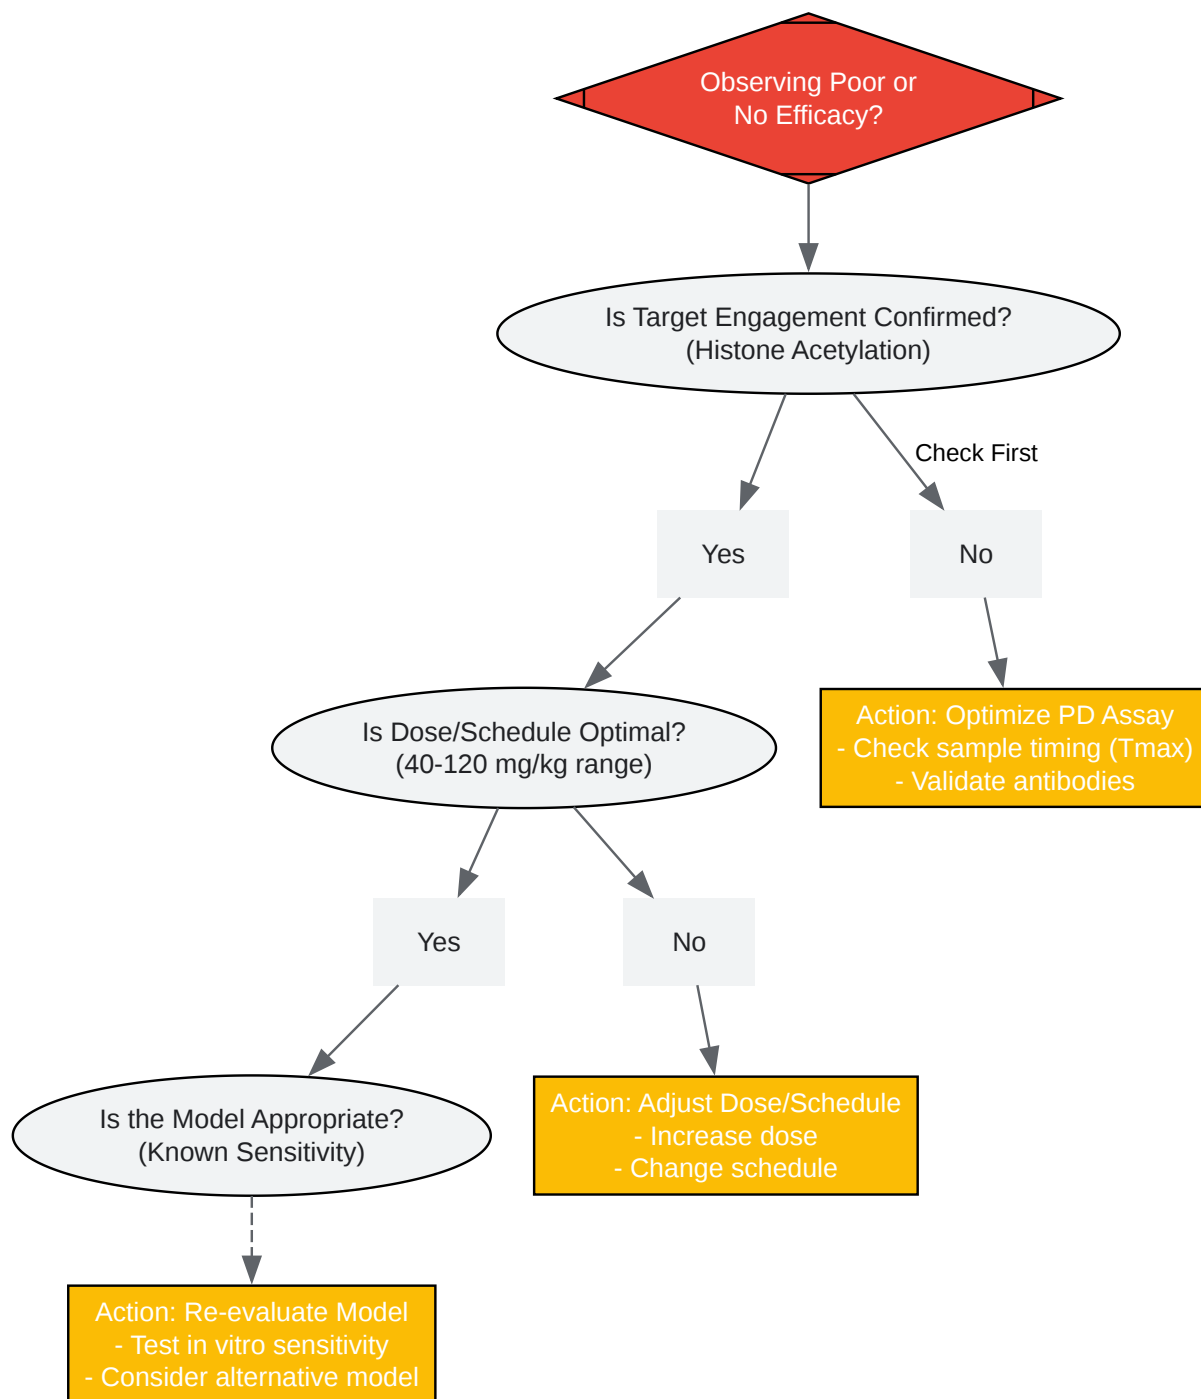 Observing Poor or
No Efficacy?
Is Target Engagement Confirmed?
(Histone Acetylation)
Check First
Yes
No
Is Dose/Schedule Optimal?
(40-120 mg/kg range)
Action: Optimize PD Assay
- Check sample timing (Tmax)
- Validate antibodies
Yes
No
Is the Model Appropriate?
(Known Sensitivity)
Action: Adjust Dose/Schedule
- Increase dose
- Change schedule
Action: Re-evaluate Model
- Test in vitro sensitivity
- Consider alternative model